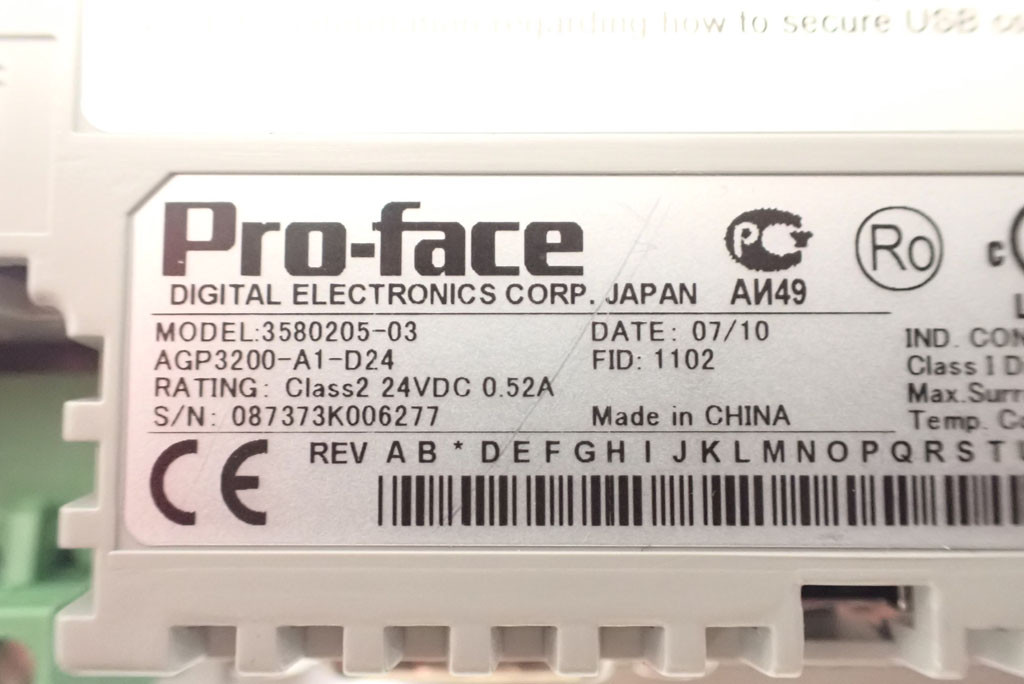 regarding how to secure USB
Pro-face
DIGITAL ELECTRONICS CORP. JAPAN
PC
АИ49
Ro
c
MODEL:3580205-03
DATE: 07/10
AGP3200-A1-D24
FID: 1102
RATING: Class2 24VDC 0.52A
S/N: 087373K006277
Made in CHINA
IND. CON
Class 1 D
Max.Surr
Temp. Co
CE
REV A B * D E F G H I J K L M N O P Q R S T U